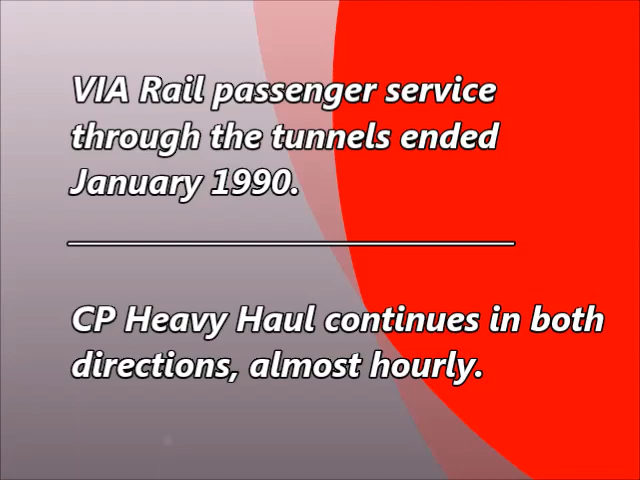 VIA Rail passenger service
through the tunnels ended
January 1990.
CP Heavy Haul continues in both
directions, almost hourly.